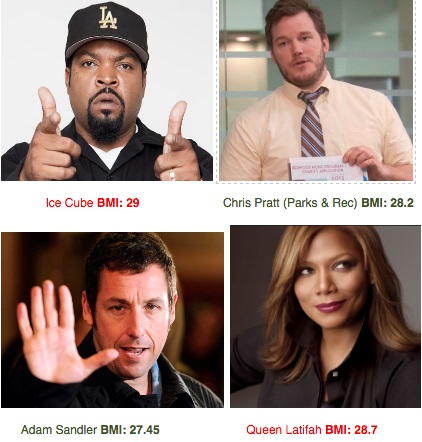 LA
Ice Cube BMI: 29
Chris Pratt (Parks & Rec) BMI: 28.2
Adam Sandler BMI: 27.45
Queen Latifah BMI: 28.7